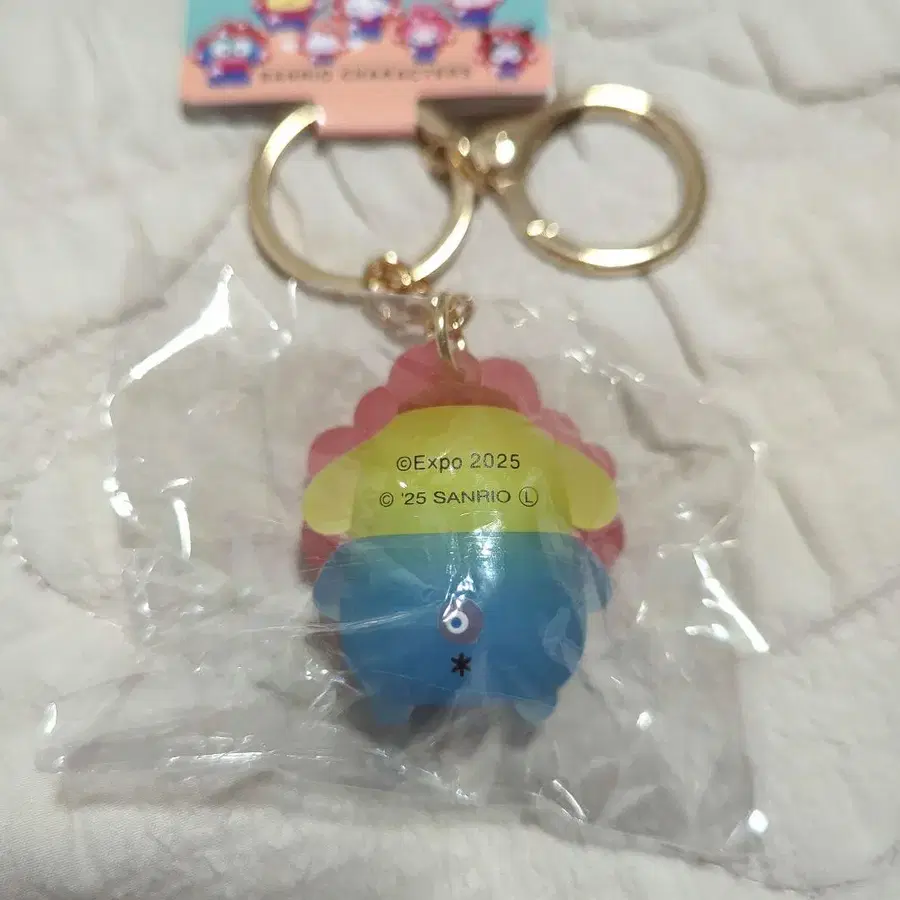 SANRIO CHARACTERS
©Expo 2025
© '25 SANRIO Ⓛ